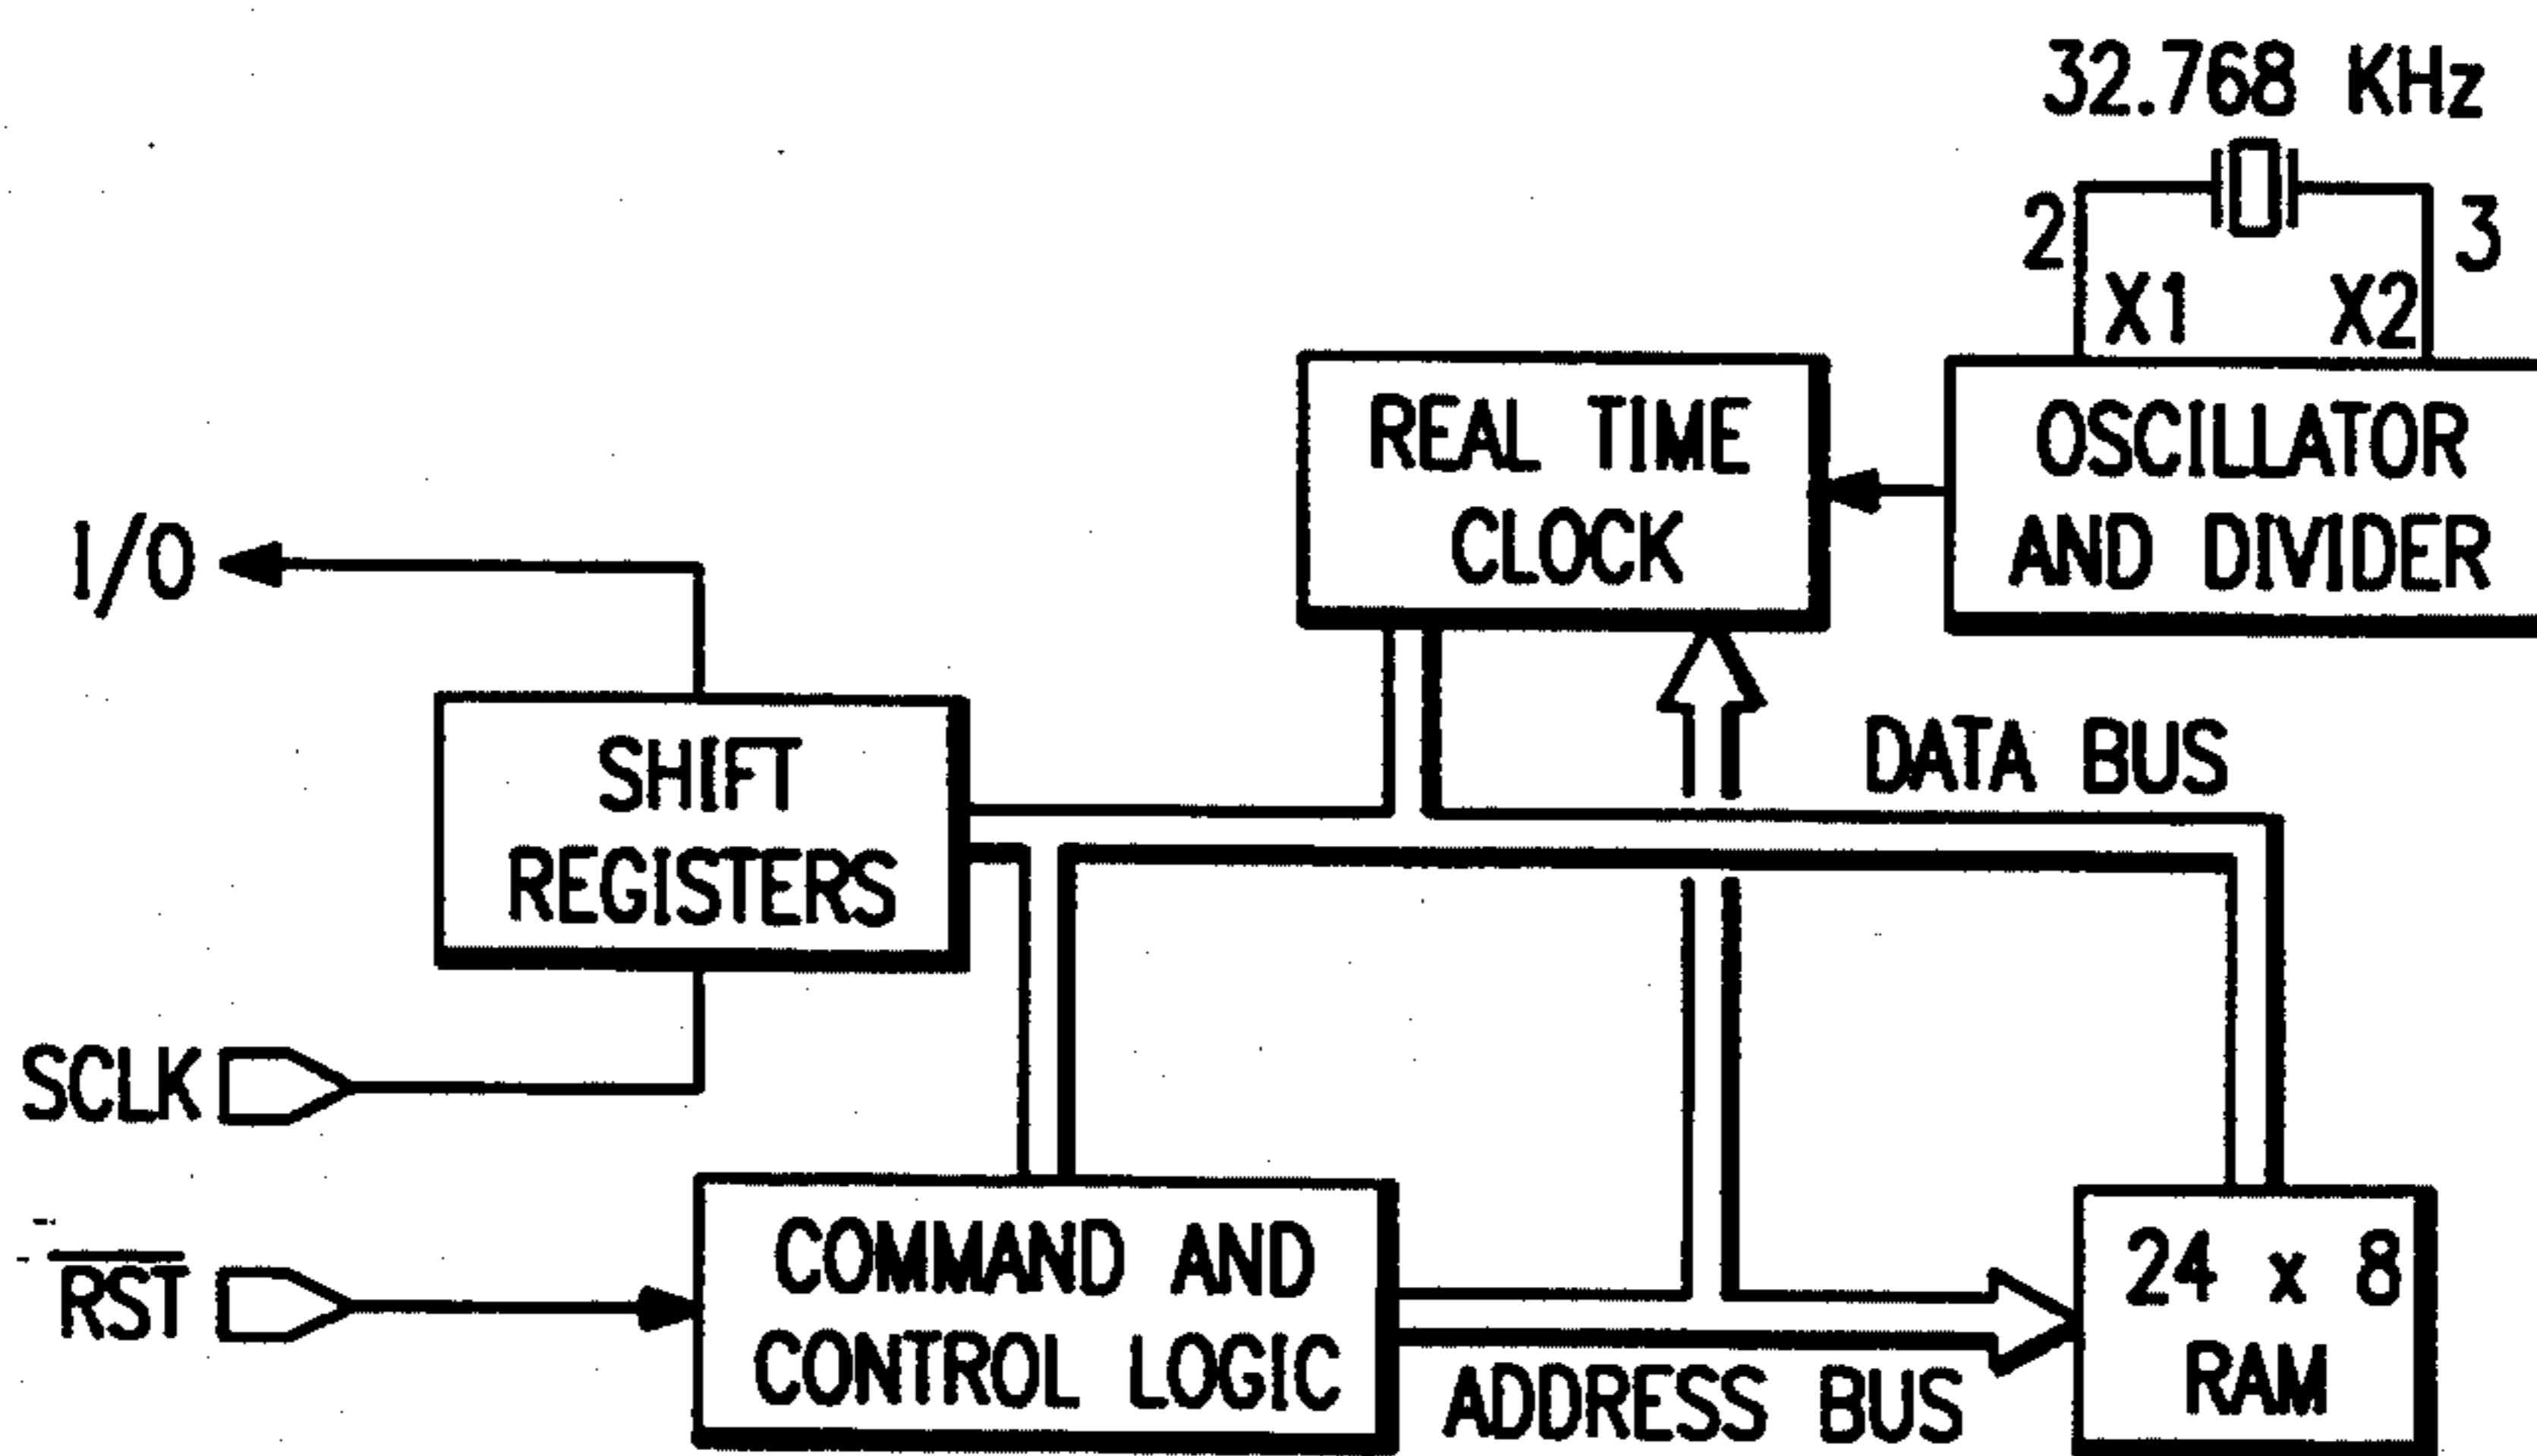 32.768 KHz
2
3
X1
X2
REAL TIME
CLOCK
OSCILLATOR
AND DIVIDER
I/O
SHIFT
REGISTERS
DATA BUS
SCLK
RST
COMMAND AND
CONTROL LOGIC
ADDRESS BUS
24 x 8
RAM